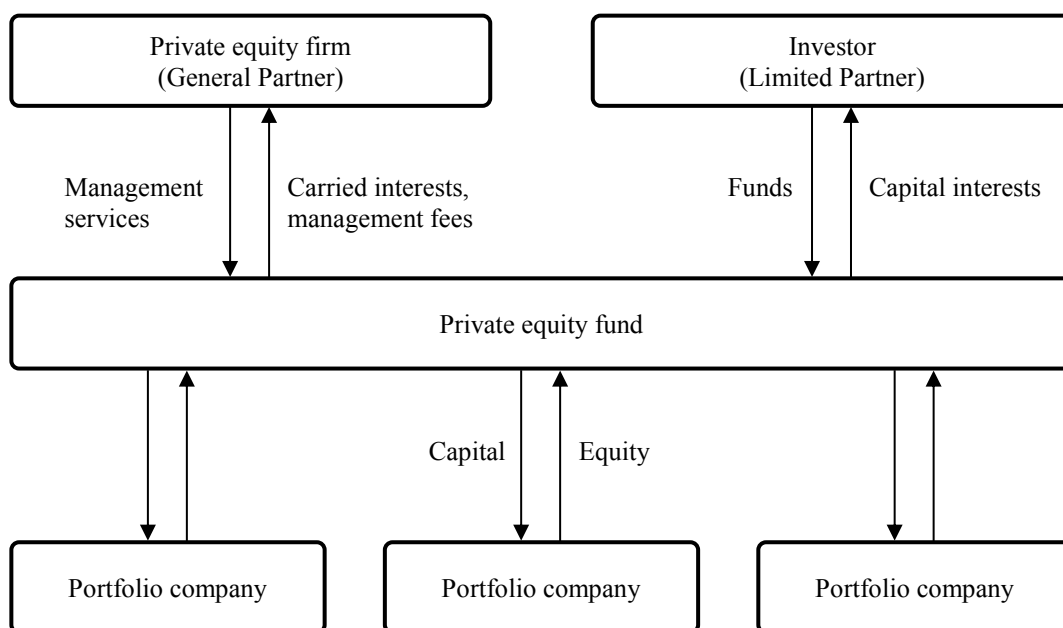 Private equity firm
(General Partner)
Investor
(Limited Partner)
Management
services
Carried interests,
management fees
Funds
Capital interests
Private equity fund
Capital
Equity
Portfolio company
Portfolio company
Portfolio company